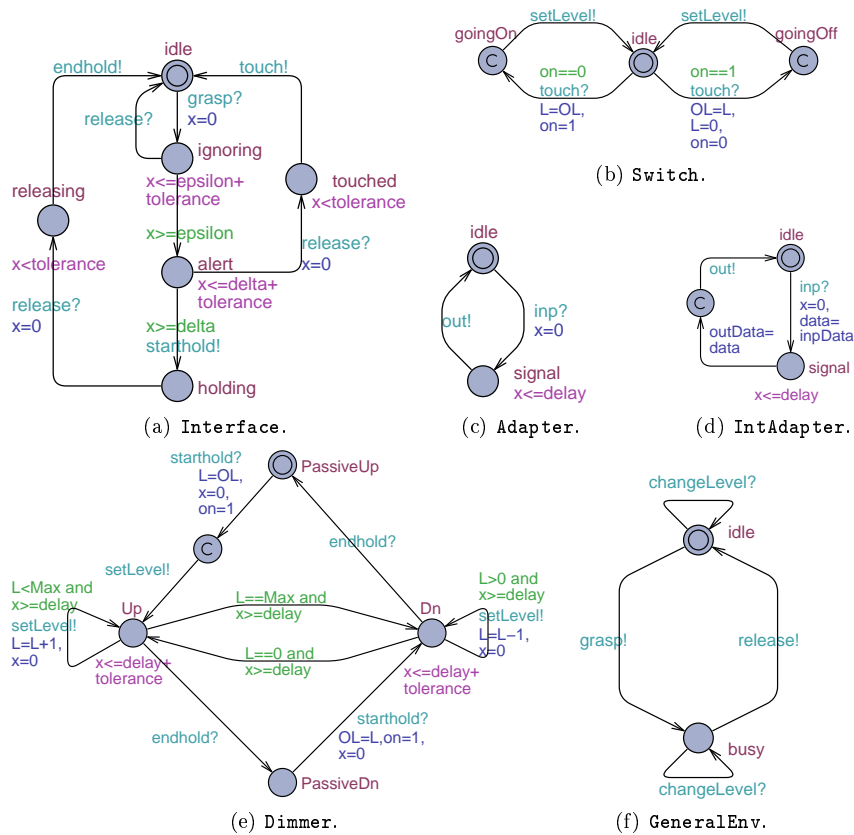 idle
endhold!
touch!
grasp?
x=0
release?
ignoring
x<=epsilon+
tolerance
releasing
touched
x<tolerance
x>=epsilon
x<tolerance
release?
x=0
alert
x<=delta+
tolerance
release?
x=0
x>=delta
starthold!
holding
(a) Interface.
setLevel!
setLevel!
goingOn
idle
goingOff
C
C
on==0
touch?
L=OL,
on=1
on==1
touch?
OL=L,
L=0,
on=0
(b) Switch.
idle
out!
inp?
x=0
signal
x<=delay
(c) Adapter.
idle
out!
inp?
x=0,
data=
inpData
C
outData=
data
signal
x<=delay
(d) IntAdapter.
starthold?
L=OL,
x=0,
on=1
PassiveUp
C
endhold?
setLevel!
L<Max and
x>=delay
setLevel!
L=L+1,
x=0
Up
L==Max and
x>=delay
Dn
L>0 and
x>=delay
setLevel!
L=L−1,
x=0
L==0 and
x>=delay
x<=delay+
tolerance
x<=delay+
tolerance
endhold?
starthold?
OL=L,on=1,
x=0
PassiveDn
(e) Dimmer.
changeLevel?
idle
grasp!
release!
busy
changeLevel?
(f) GeneralEnv.